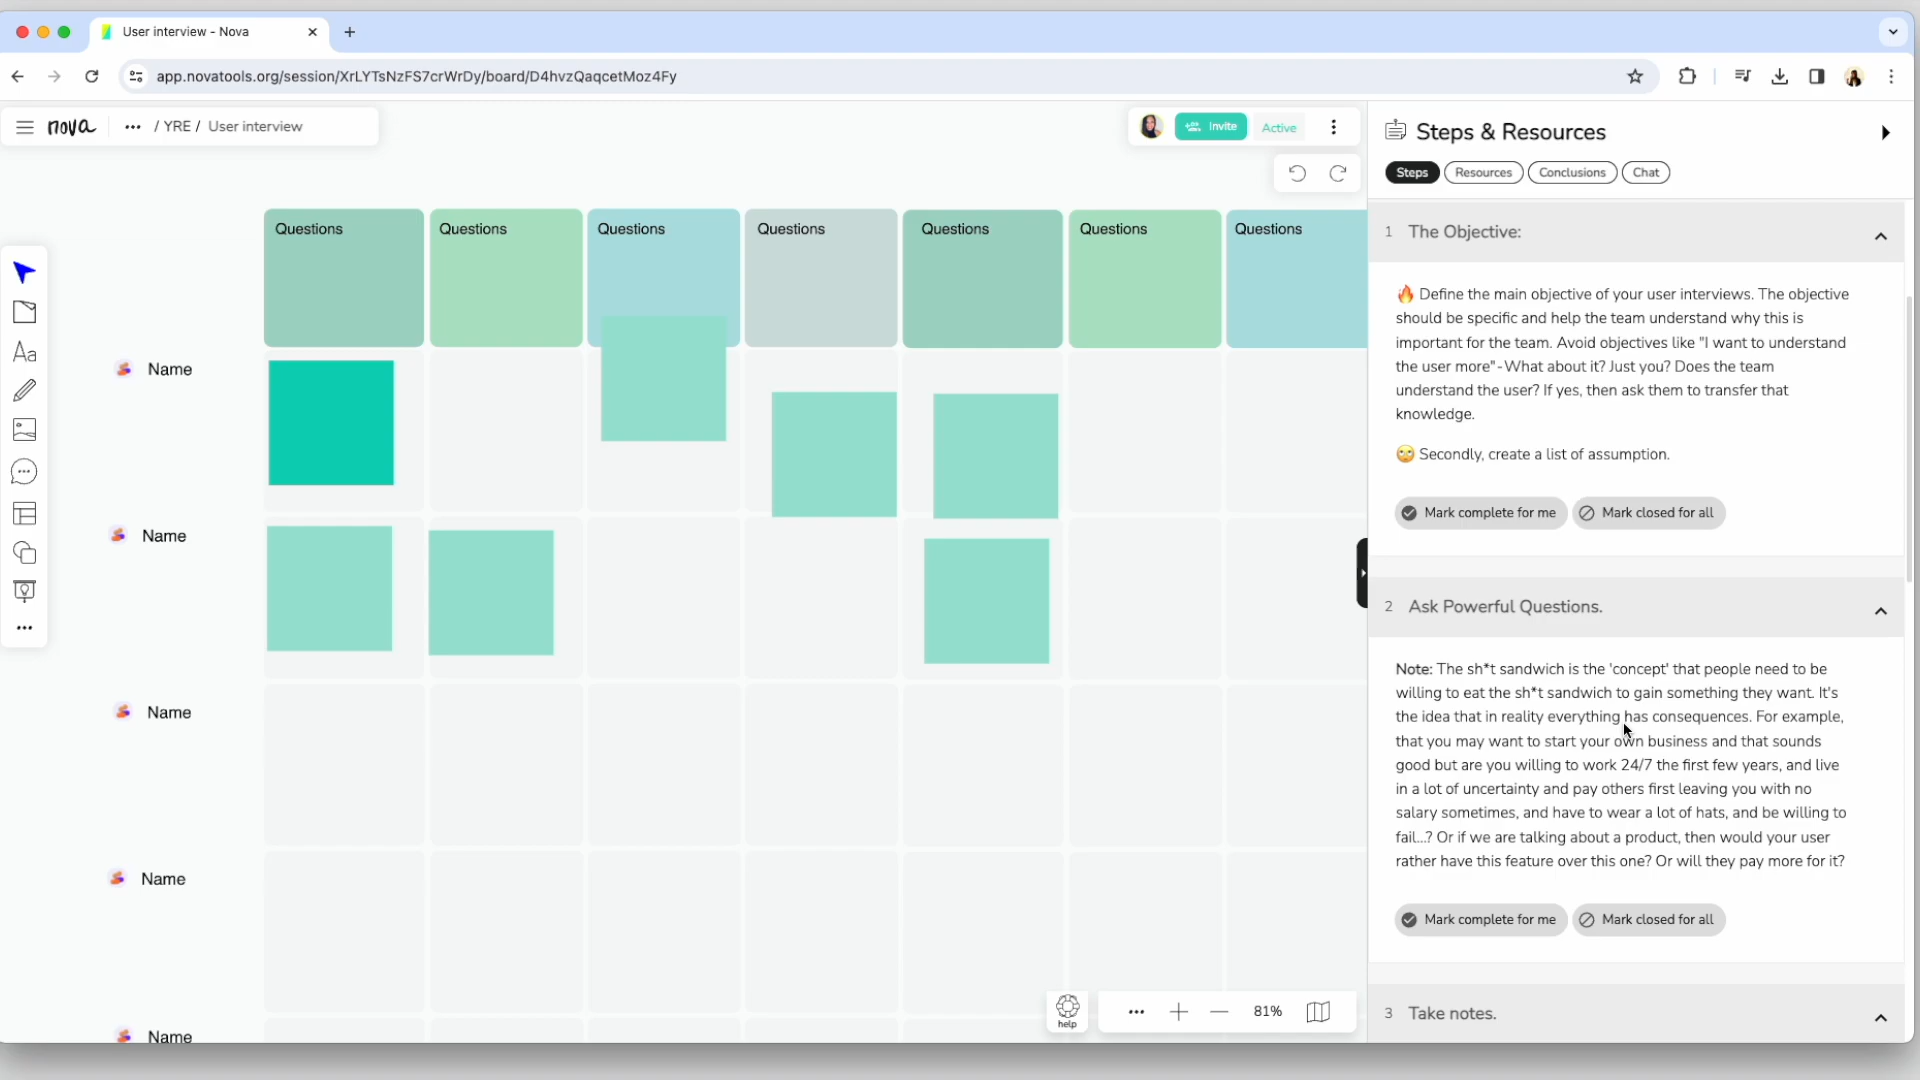 User interview - Nova
app.novatools.org/session/XrLYTsNzFS7crWrDy/board/D4hvzQaqcetMoz4Fy
nova
/ YRE / User interview
Invite
Active
Questions
Questions
Questions
Questions
Questions
Questions
Questions
Name
Name
Name
Name
Name
Aa
help
81%
Steps & Resources
Steps
Resources
Conclusions
Chat
1 The Objective:
🔥 Define the main objective of your user interviews. The objective
should be specific and help the team understand why this is
important for the team. Avoid objectives like "I want to understand
the user more"-What about it? Just you? Does the team
understand the user? If yes, then ask them to transfer that
knowledge.
🙄 Secondly, create a list of assumption.
Mark complete for me
Mark closed for all
2 Ask Powerful Questions.
Note: The sh*t sandwich is the 'concept' that people need to be
willing to eat the sh*t sandwich to gain something they want. It's
the idea that in reality everything has consequences. For example,
that you may want to start your own business and that sounds
good but are you willing to work 24/7 the first few years, and live
in a lot of uncertainty and pay others first leaving you with no
salary sometimes, and have to wear a lot of hats, and be willing to
fail...? Or if we are talking about a product, then would your user
rather have this feature over this one? Or will they pay more for it?
Mark complete for me
Mark closed for all
3 Take notes.